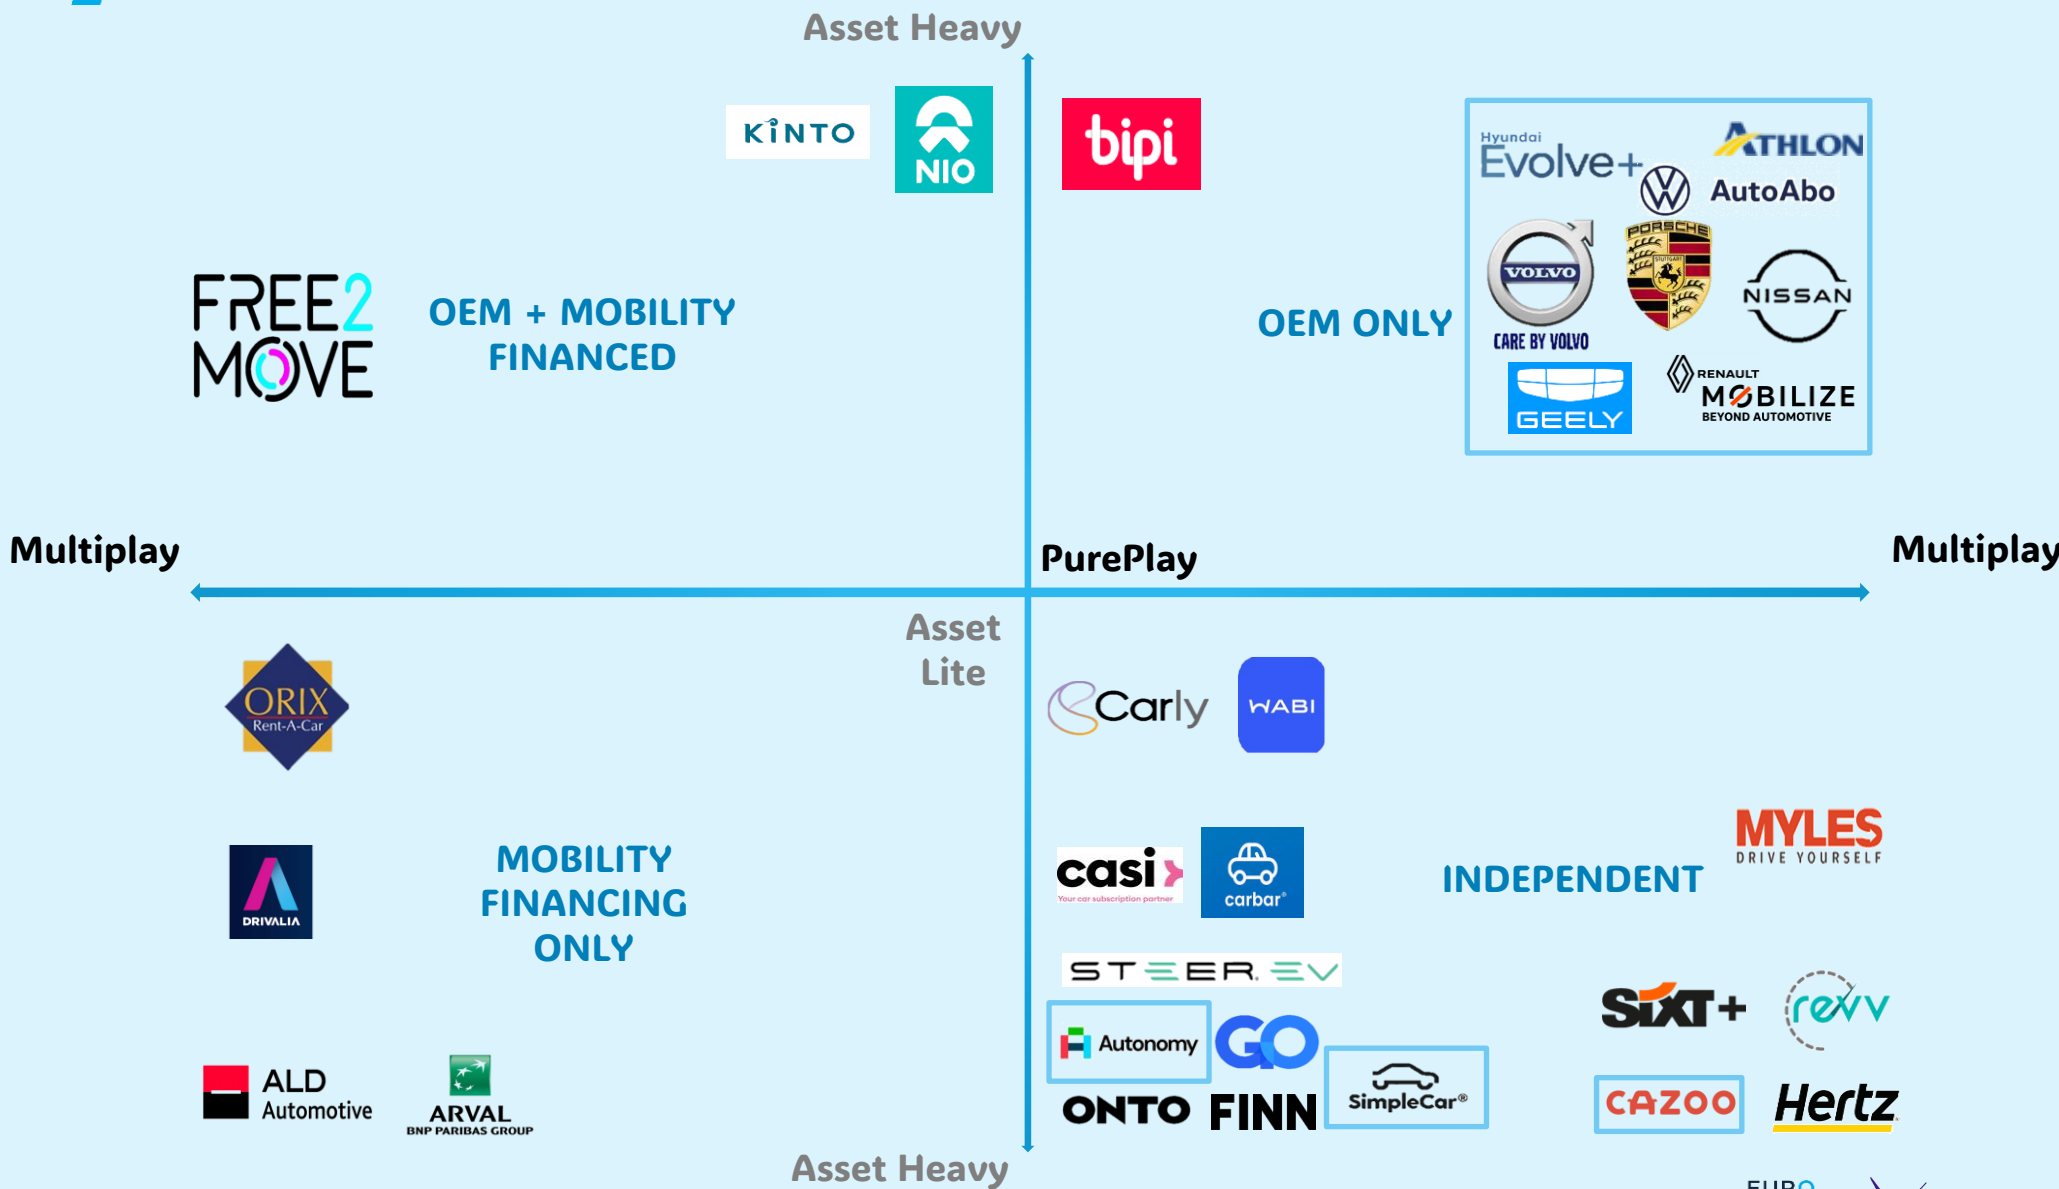 Asset Heavy
KINTO
NIO
bipi
Hyundai
Evolve+
ATHLON
AutoAbo
VOLVO
CARE BY VOLVO
PORSCHE
STUTTGART
NISSAN
GEELY
RENAULT
MOBILIZE
BEYOND AUTOMOTIVE
FREE2
MOVE
OEM + MOBILITY
FINANCED
OEM ONLY
Multiplay
PurePlay
Multiplay
Asset
Lite
ORIX
Rent-A-Car
Carly
WABI
DRIVALIA
MOBILITY
FINANCING
ONLY
casi
Your car subscription partner
carbar®
INDEPENDENT
MYLES
DRIVE YOURSELF
STEER. EV
Autonomy
GO
SIXT+
revv
ALD
Automotive
ARVAL
BNP PARIBAS GROUP
ONTO
FINN
SimpleCar®
CAZOO
Hertz
Asset Heavy